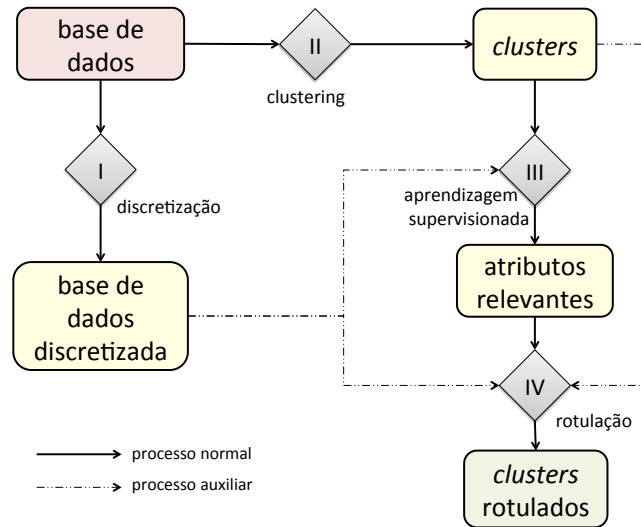 base de
dados
II
clustering
clusters
I
discretização
III
aprendizagem
supervisionada
base de
dados
discretizada
atributos
relevantes
IV
rotulação
processo normal
processo auxiliar
clusters
rotulados